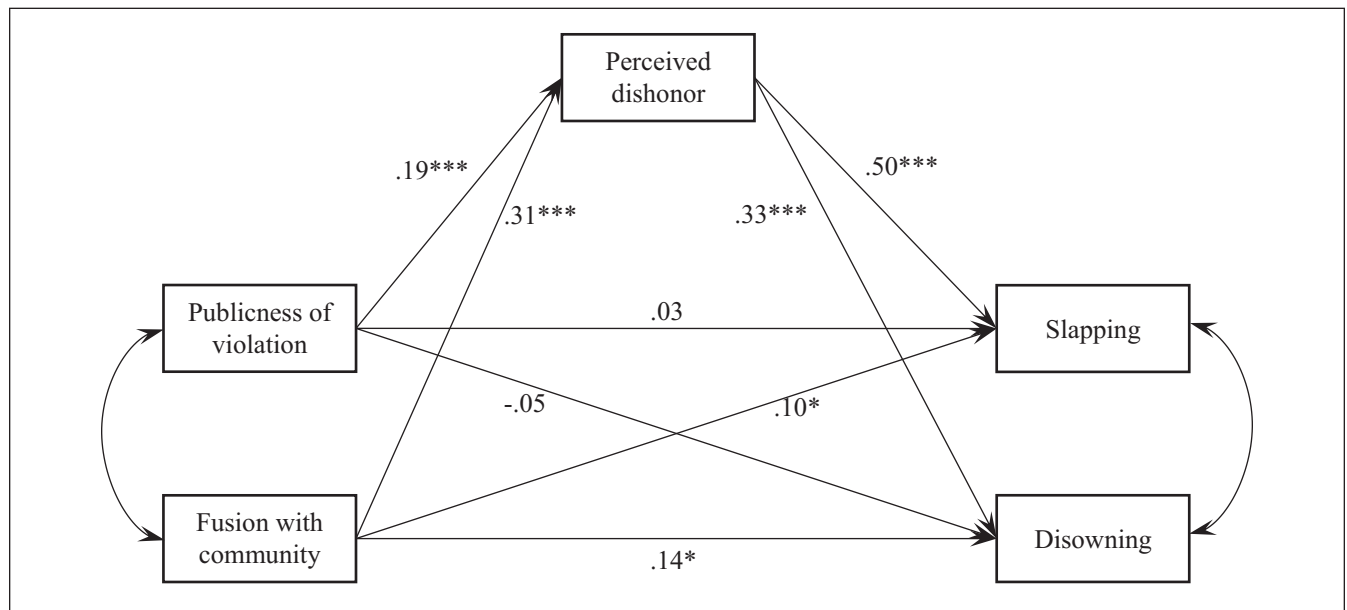 Perceived
dishonor
.19***
.50***
.31***
.33***
Publicness of
violation
.03
Slapping
-.05
.10*
Fusion with
community
.14*
Disowning